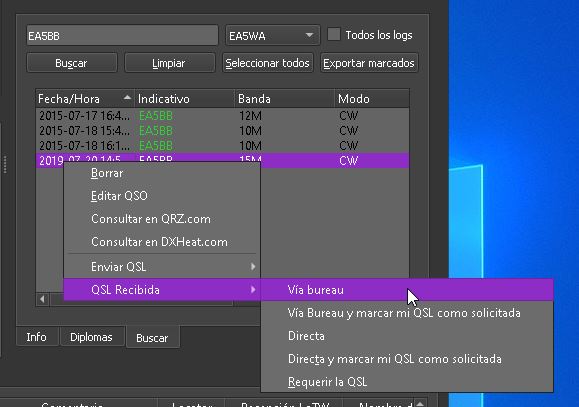 EA5BB EA5WA Todos los logs
Buscar Limpiar Seleccionar todos Exportar marcados
Fecha/Hora Indicativo Banda Modo
2015-07-17 16:4... EA5BB 12M CW
2015-07-18 15:4... EA5BB 10M CW
2015-07-18 16:1... EA5BB 10M CW
2019-07-20 14:5... EA5BB 15M CW
Borrar
Editar QSO
Consultar en QRZ.com
Consultar en DXHeat.com
Enviar QSL
QSL Recibida
Vía bureau
Vía Bureau y marcar mi QSL como solicitada
Directa
Directa y marcar mi QSL como solicitada
Requerir la QSL
Info Diplomas Buscar
Comentario Locator Recepción LoTW